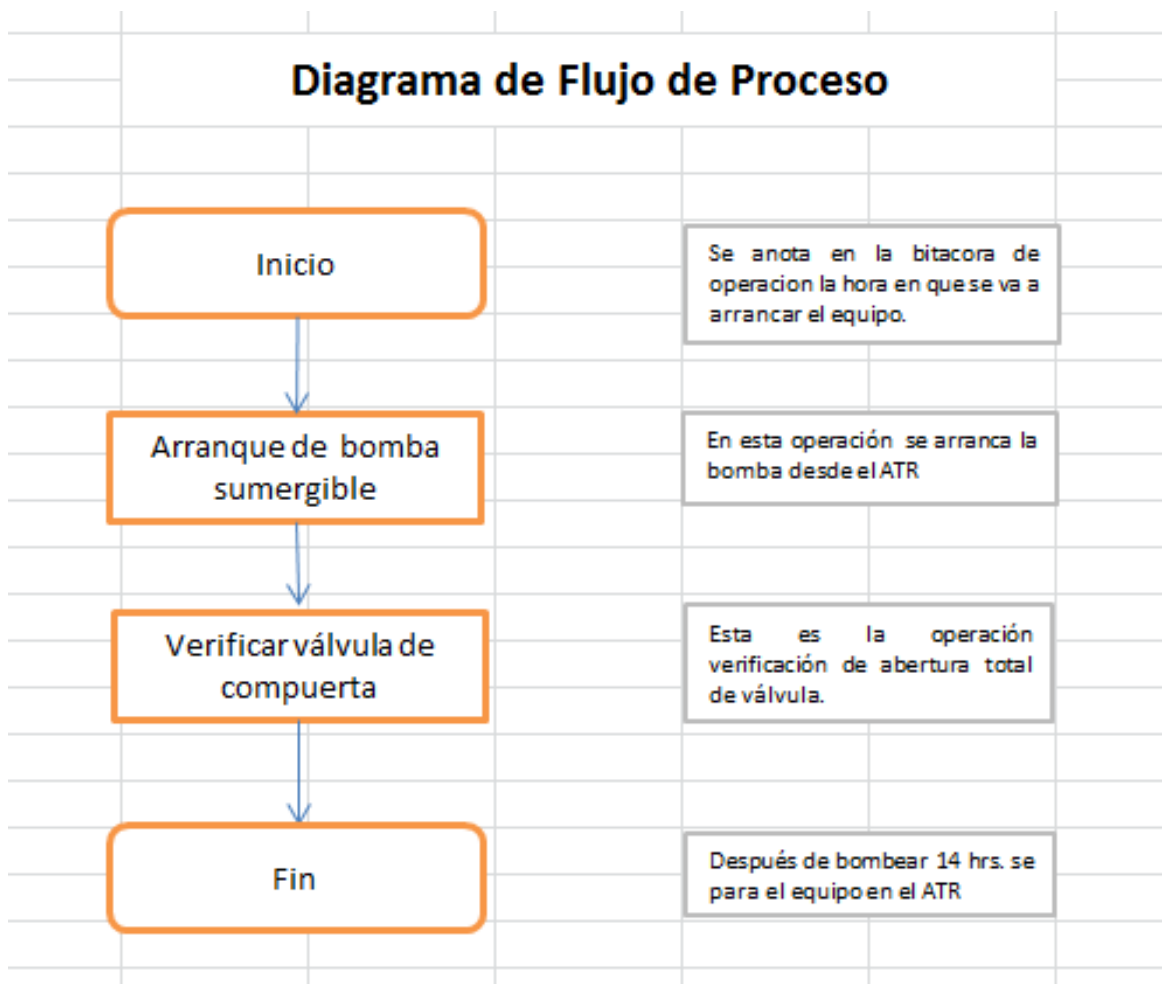 Diagrama de Flujo de Proceso
Inicio
Se anota en la bitacora de
operacion la hora en que se va a
arrancar el equipo.
Arranque de bomba
sumergible
En esta operación se arranca la
bomba desde el ATR
Verificar válvula de
compuerta
Esta es la operación
verificación de abertura total
de válvula.
Fin
Después de bombear 14 hrs. se
para el equipo en el ATR